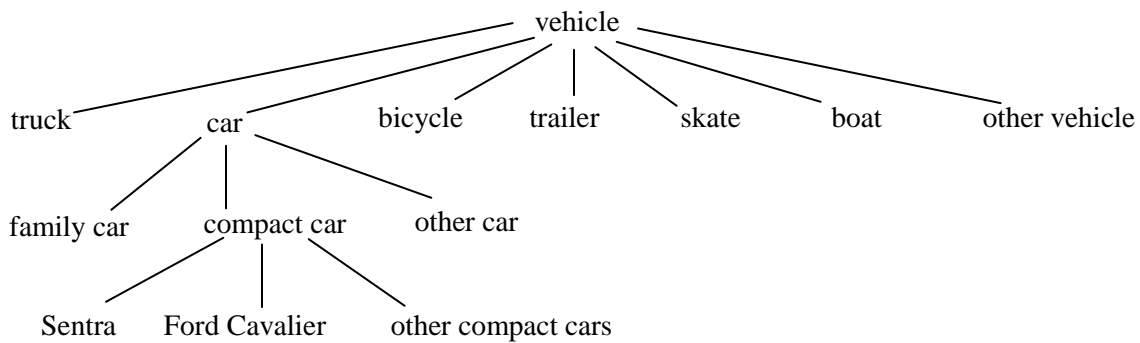 vehicle
truck car bicycle trailer skate boat other vehicle
family car compact car other car
Sentra Ford Cavalier other compact cars